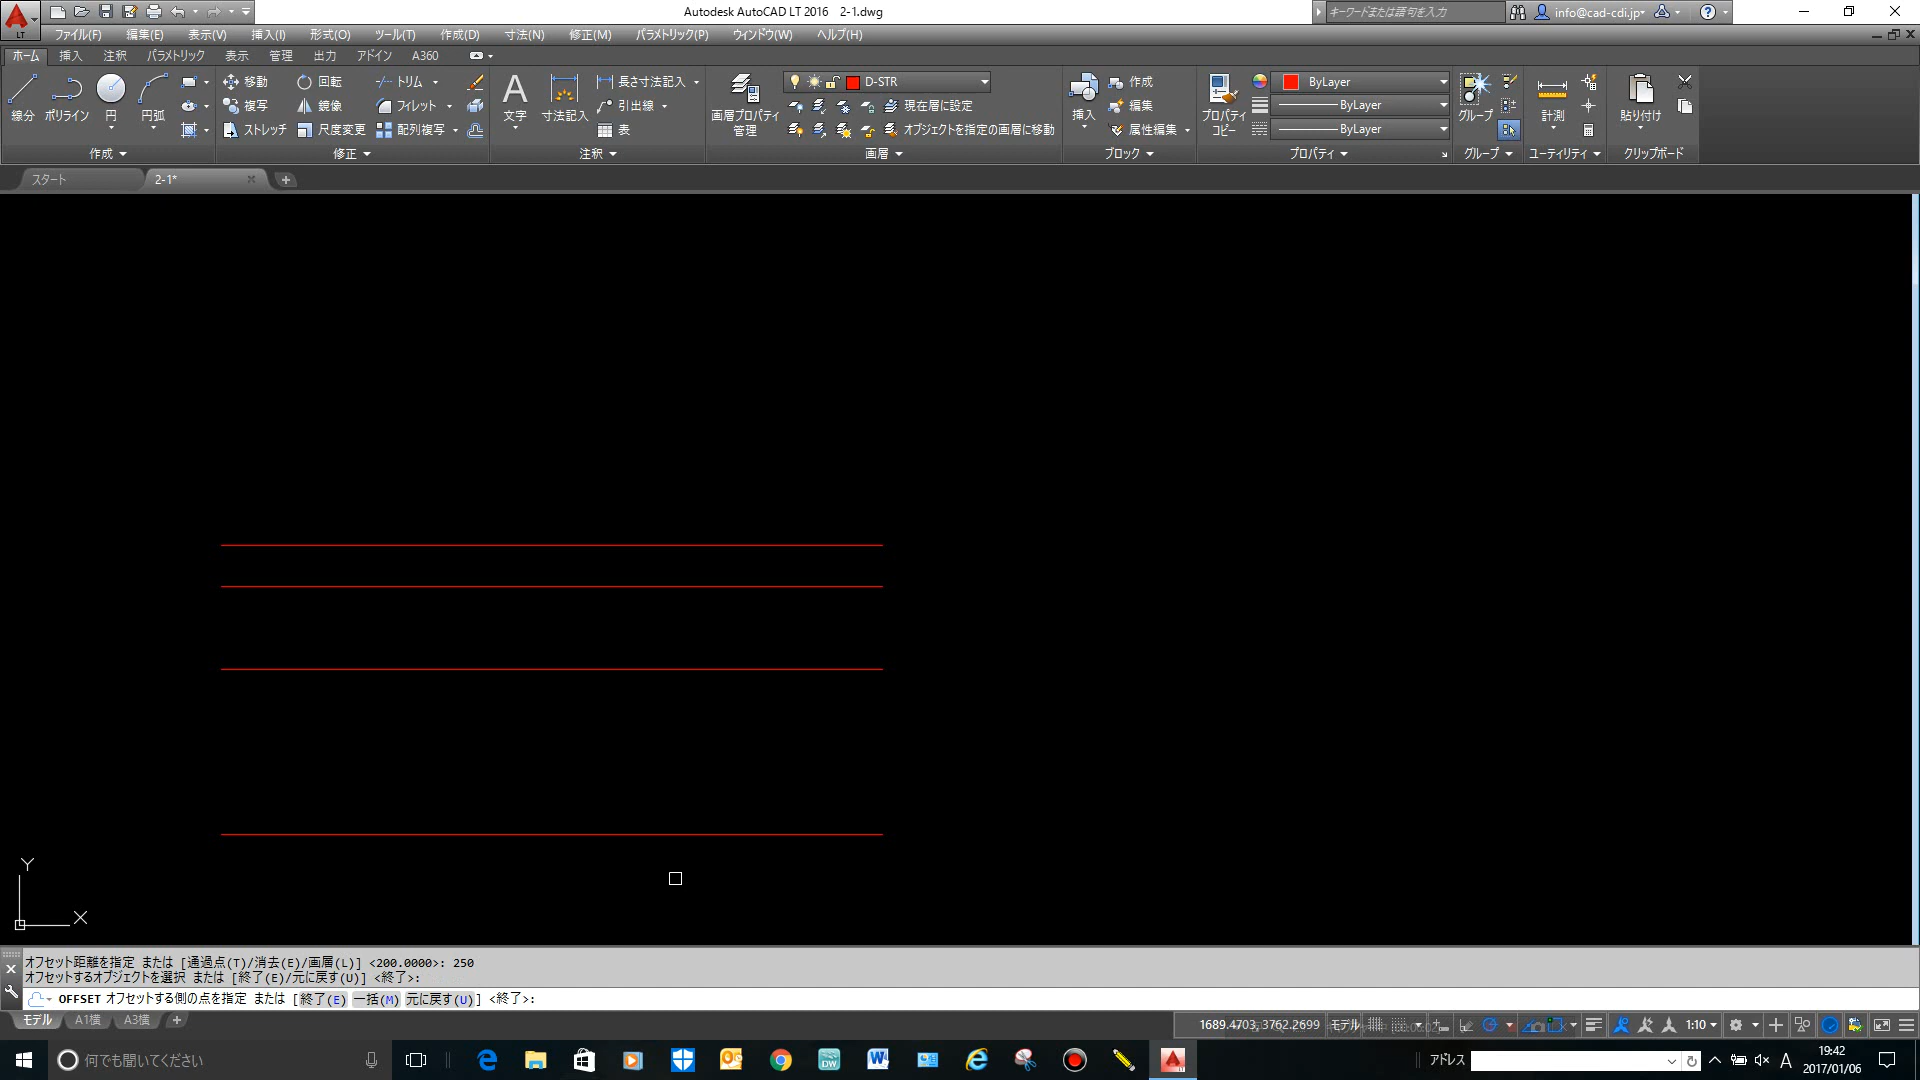 Autodesk AutoCAD LT 2016 2-1.dwg
キーワードまたは語句を入力
info@cad-cdi.jp
LT
ファイル(F) 編集(E) 表示(V) 挿入(I) 形式(O) ツール(T) 作成(D) 寸法(N) 修正(M) パラメトリック(P) ウィンドウ(W) ヘルプ(H)
ホーム 挿入 注釈 パラメトリック 表示 管理 出力 アドイン A360
線分 ポリライン 円 円弧
作成
移動 回転 トリム
複写 鏡像 フィレット
ストレッチ 尺度変更 配列複写
修正
文字 寸法記入
長さ寸法記入
引出線
表
注釈
画層プロパティ
管理
D-STR
現在層に設定
オブジェクトを指定の画層に移動
画層
挿入
作成
編集
属性編集
ブロック
プロパティ
コピー
ByLayer
ByLayer
ByLayer
プロパティ
グループ
グループ
計測
ユーティリティ
貼り付け
クリップボード
スタート 2-1*
Y
X
オフセット距離を指定 または [通過点(T)/消去(E)/画層(L)] <200.0000>: 250
オフセットするオブジェクトを選択 または [終了(E)/元に戻す(U)] <終了>:
OFFSET オフセットする側の点を指定 または [終了(E) 一括(M) 元に戻す(U)] <終了>:
モデル A1横 A3横
1689.4703, 3762.2699 モデル 1:10
何でも聞いてください
DW
アドレス
A
19:42
2017/01/06